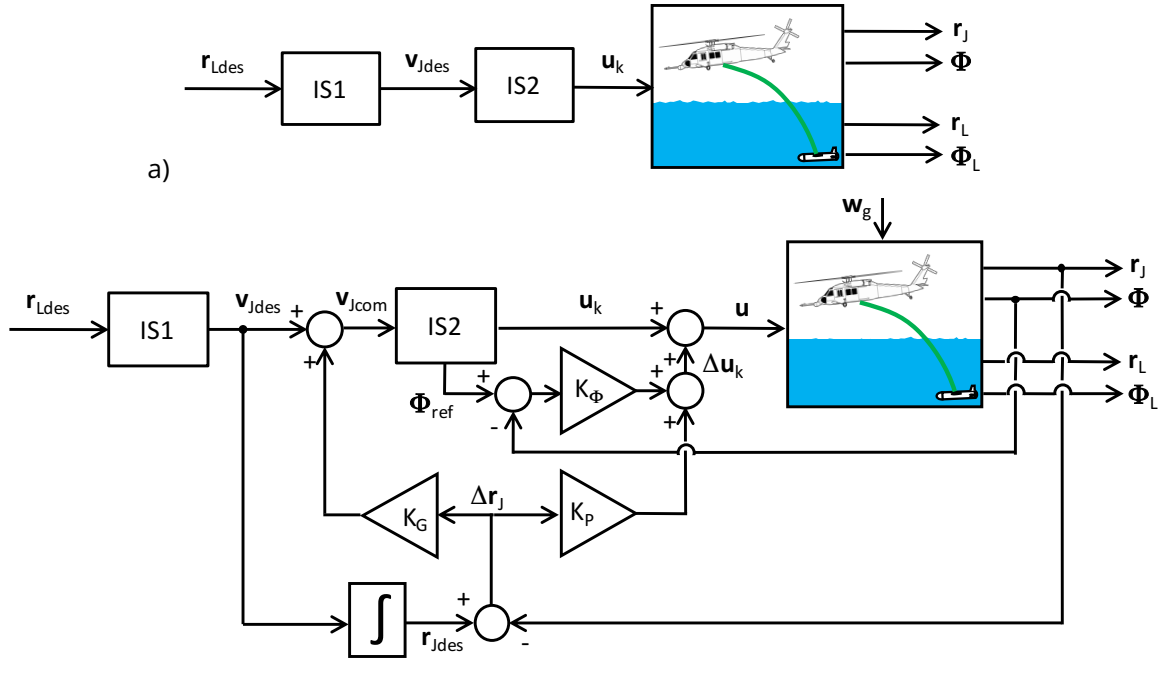 r_Ldes IS1 v_Jdes IS2 u_k r_J
Φ
r_L
Φ_L
a)
w_g
r_Ldes IS1 v_Jdes + + v_Jcom IS2 u_k + + u r_J
Φ
Φ_ref + - K_Φ + + Δu_k r_L
+ Φ_L
K_G Δr_J K_P
∫ r_Jdes + -